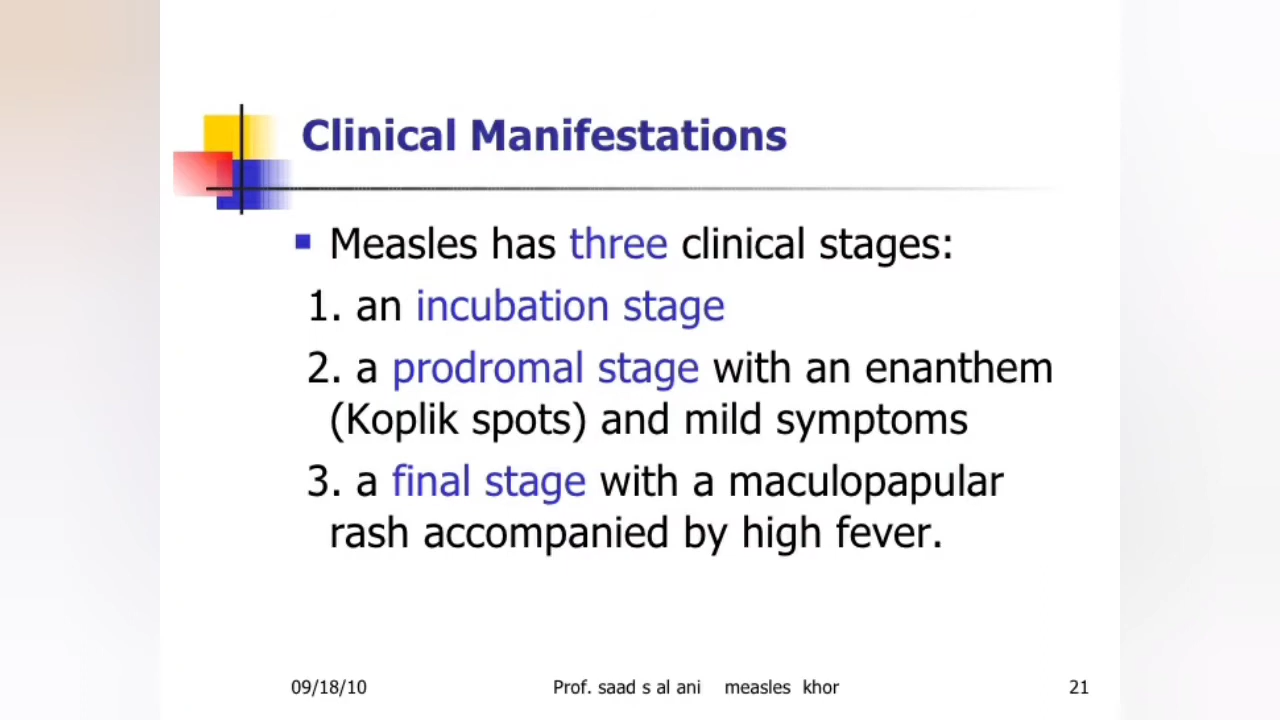 Clinical Manifestations
Measles has three clinical stages:
1. an incubation stage
2. a prodromal stage with an enanthem
(Koplik spots) and mild symptoms
3. a final stage with a maculopapular
rash accompanied by high fever.
09/18/10 Prof. saad s al ani measles khor 21